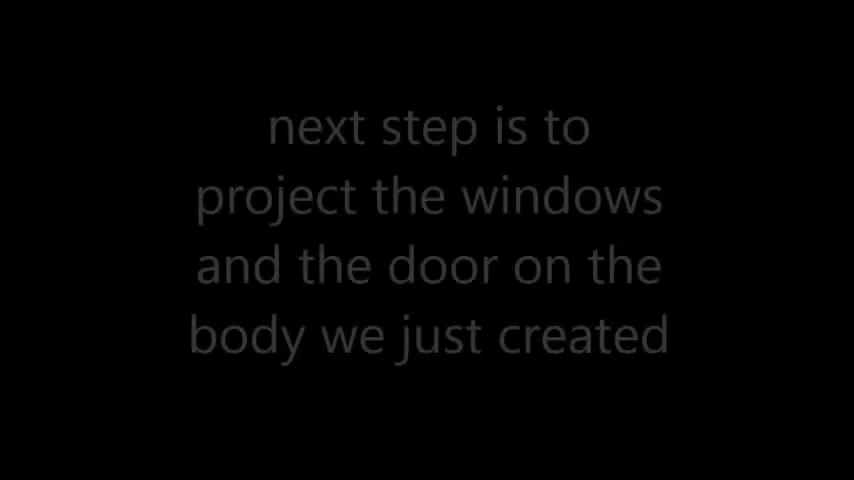 next step is to
project the windows
and the door on the
body we just created